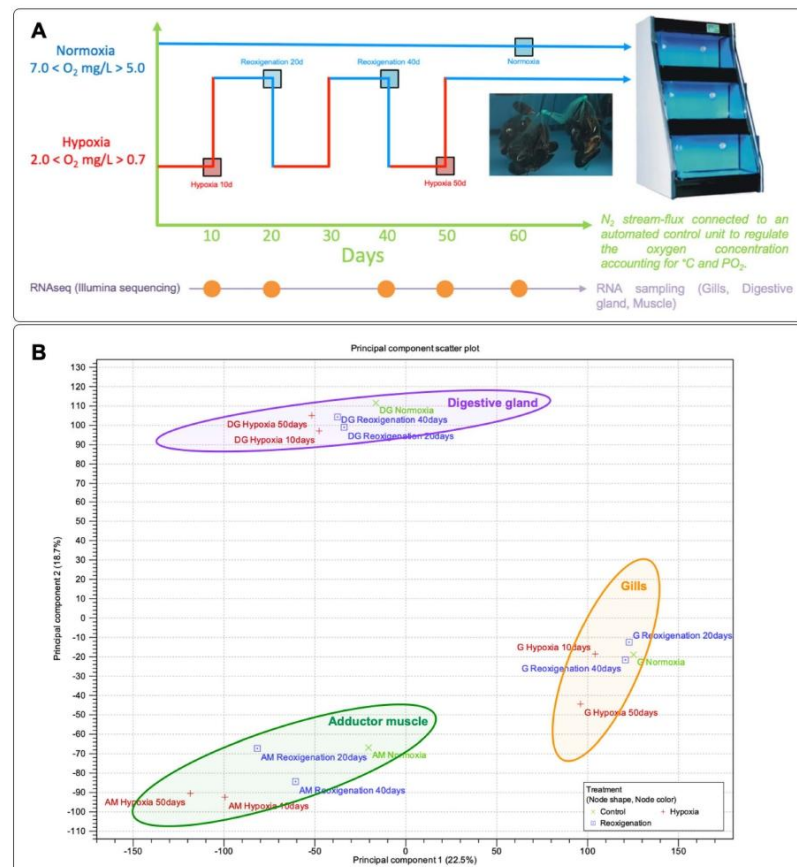 A
Normoxia
7.0 < O2 mg/L > 5.0
Reoxigenation 20d
Reoxigenation 40d
Normoxia
Hypoxia
2.0 < O2 mg/L > 0.7
Hypoxia 10d
Hypoxia 50d
10 20 30 40 50 60
Days
N2 stream-flux connected to an
automated control unit to regulate
the oxygen concentration
accounting for °C and PO2.
RNAseq (Illumina sequencing)
RNA sampling (Gills, Digestive
gland, Muscle)
B
Principal component scatter plot
Principal component 2 (18.7%)
130
120
110
100
90
80
70
60
50
40
30
20
10
0
-10
-20
-30
-40
-50
-60
-70
-80
-90
-100
-110
DG Normoxia
Digestive gland
DG Reoxigenation 40days
DG Hypoxia 50days
DG Reoxigenation 20days
DG Hypoxia 10days
Gills
G Reoxigenation 20days
G Hypoxia 10days
G Normoxia
G Reoxigenation 40days
G Hypoxia 50days
Adductor muscle
AM Reoxigenation 20days
AM Normoxia
AM Reoxigenation 40days
AM Hypoxia 50days
AM Hypoxia 10days
Treatment
(Node shape, Node color)
Control
Hypoxia
Reoxigenation
-150 -100 -50 0 50 100 150
Principal component 1 (22.5%)